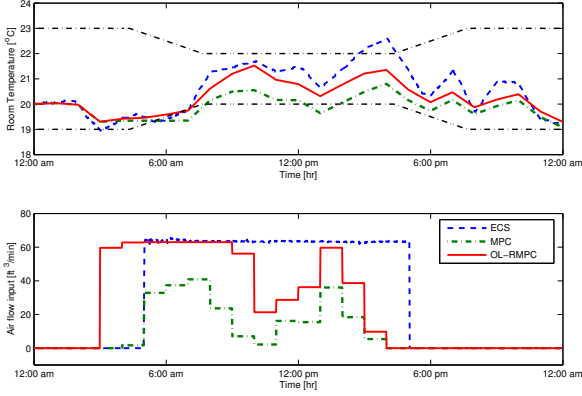 Room Temperature [°C]
24
23
22
21
20
19
18
12:00 am
6:00 am
12:00 pm
6:00 pm
12:00 am
Time [hr]
Air flow input [ft ³/min]
80
60
40
20
0
ECS
MPC
OL−RMPC
12:00 am
6:00 am
12:00 pm
6:00 pm
12:00 am
Time [hr]